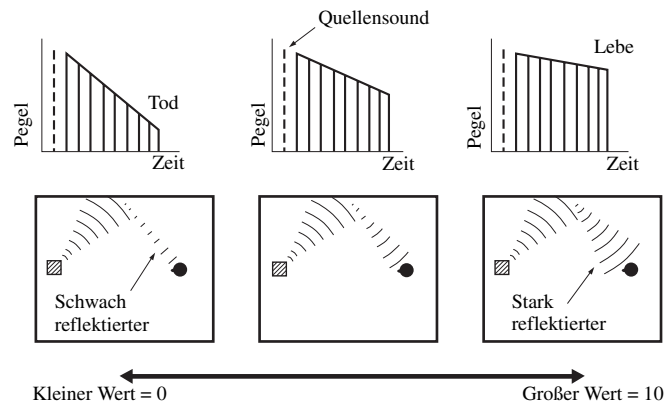 Quellensound
Pegel
Tod
Zeit
Pegel
Zeit
Pegel
Lebe
Zeit
Schwach
reflektierter
Stark
reflektierter
Kleiner Wert = 0
Großer Wert = 10